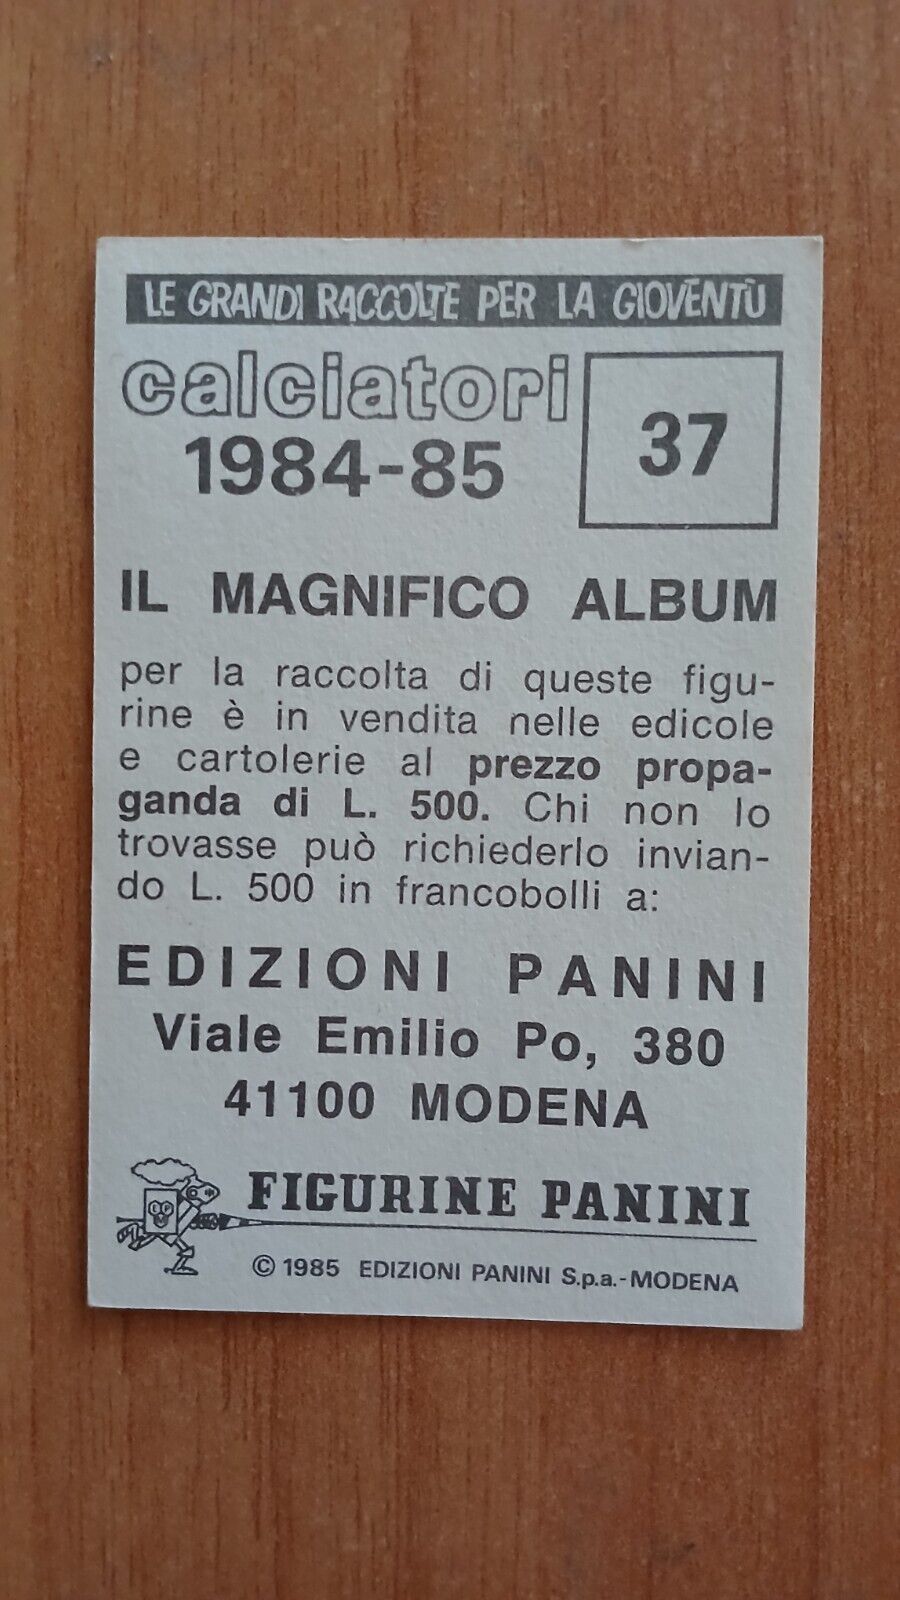 LE GRANDI RACCOLTE PER LA GIOVENTÙ
calciatori
1984-85
37
IL MAGNIFICO ALBUM
per la raccolta di queste figu-
rine è in vendita nelle edicole
e cartolerie al prezzo propa-
ganda di L. 500. Chi non lo
trovasse può richiederlo invian-
do L. 500 in francobolli a:
EDIZIONI PANINI
Viale Emilio Po, 380
41100 MODENA
FIGURINE PANINI
© 1985 EDIZIONI PANINI S.p.a.-MODENA